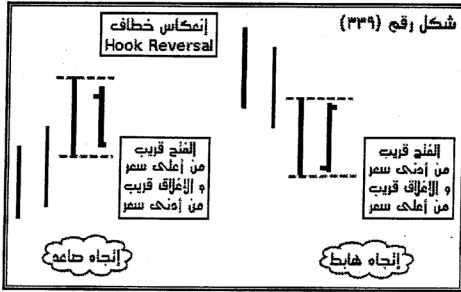 شكل رقم (٣٣٩)
إنعكاس خطاف
Hook Reversal
الفتح قريب
من أدنى سعر
و الإغلاق قريب
من أعلى سعر
إتجاه هابط
الفتح قريب
من أعلى سعر
و الإغلاق قريب
من أدنى سعر
إتجاه صاعد